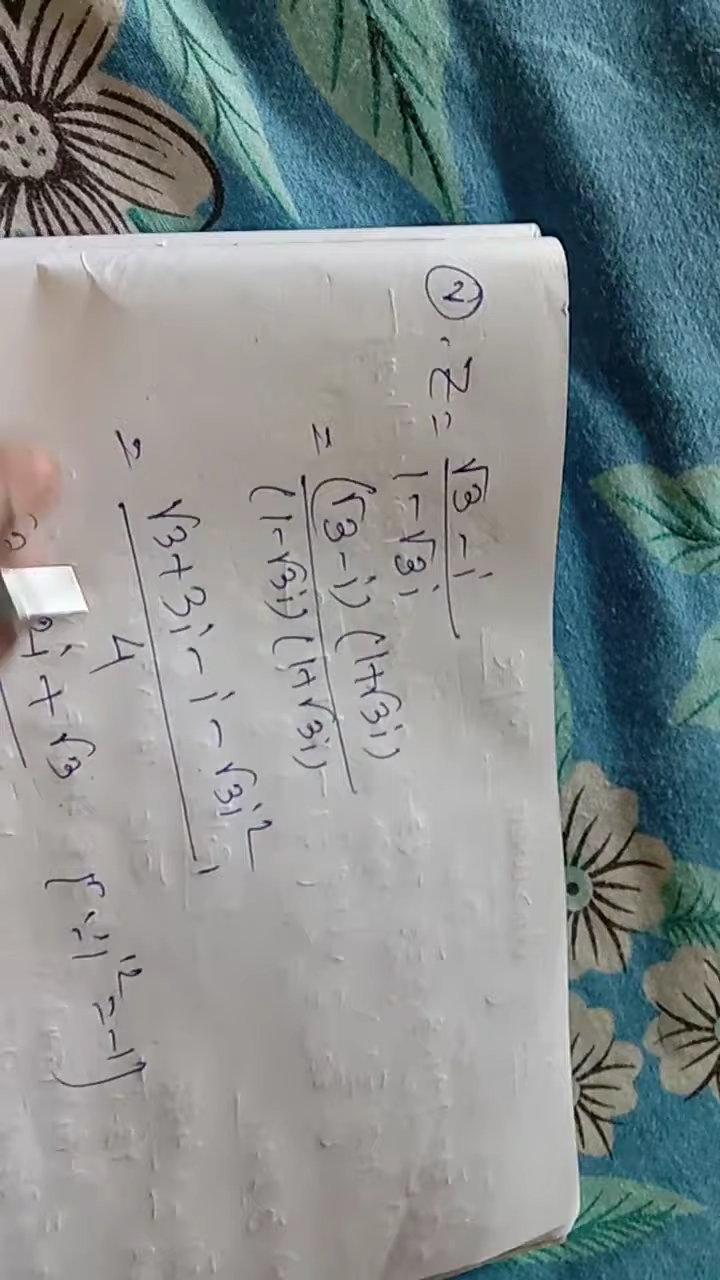 ② . Z = √3 - i / 1 - √3i
= (√3 - i) (1+√3i) / (1-√3i) (1+√3i)
= √3 + 3i - i - √3i² / 4
2i + √3 [∵ i² = -1]